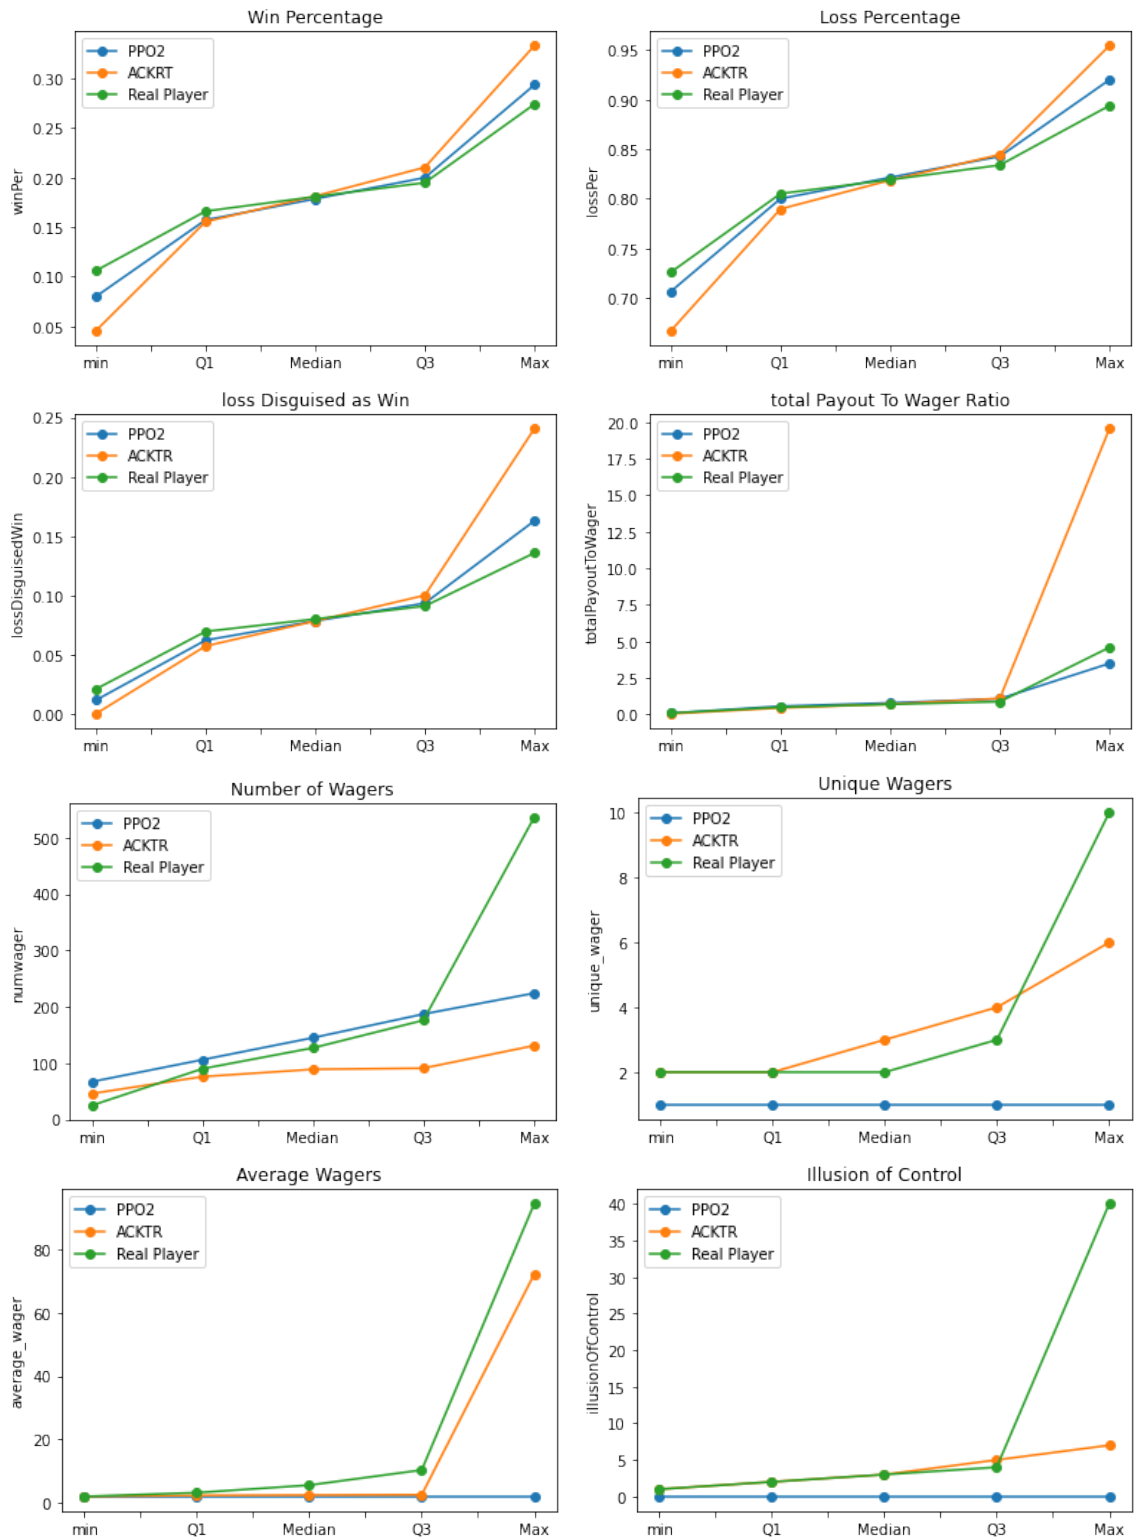 Win Percentage
PPO2
ACKRT
Real Player
winPer
0.30
0.25
0.20
0.15
0.10
0.05
min Q1 Median Q3 Max
Loss Percentage
PPO2
ACKTR
Real Player
lossPer
0.95
0.90
0.85
0.80
0.75
0.70
min Q1 Median Q3 Max
loss Disguised as Win
PPO2
ACKTR
Real Player
lossDisguisedWin
0.25
0.20
0.15
0.10
0.05
0.00
min Q1 Median Q3 Max
total Payout To Wager Ratio
PPO2
ACKTR
Real Player
totalPayoutToWager
20.0
17.5
15.0
12.5
10.0
7.5
5.0
2.5
0.0
min Q1 Median Q3 Max
Number of Wagers
PPO2
ACKTR
Real Player
numwager
500
400
300
200
100
0
min Q1 Median Q3 Max
Unique Wagers
PPO2
ACKTR
Real Player
unique_wager
10
8
6
4
2
min Q1 Median Q3 Max
Average Wagers
PPO2
ACKTR
Real Player
average_wager
80
60
40
20
0
min Q1 Median Q3 Max
Illusion of Control
PPO2
ACKTR
Real Player
illusionOfControl
40
35
30
25
20
15
10
5
0
min Q1 Median Q3 Max